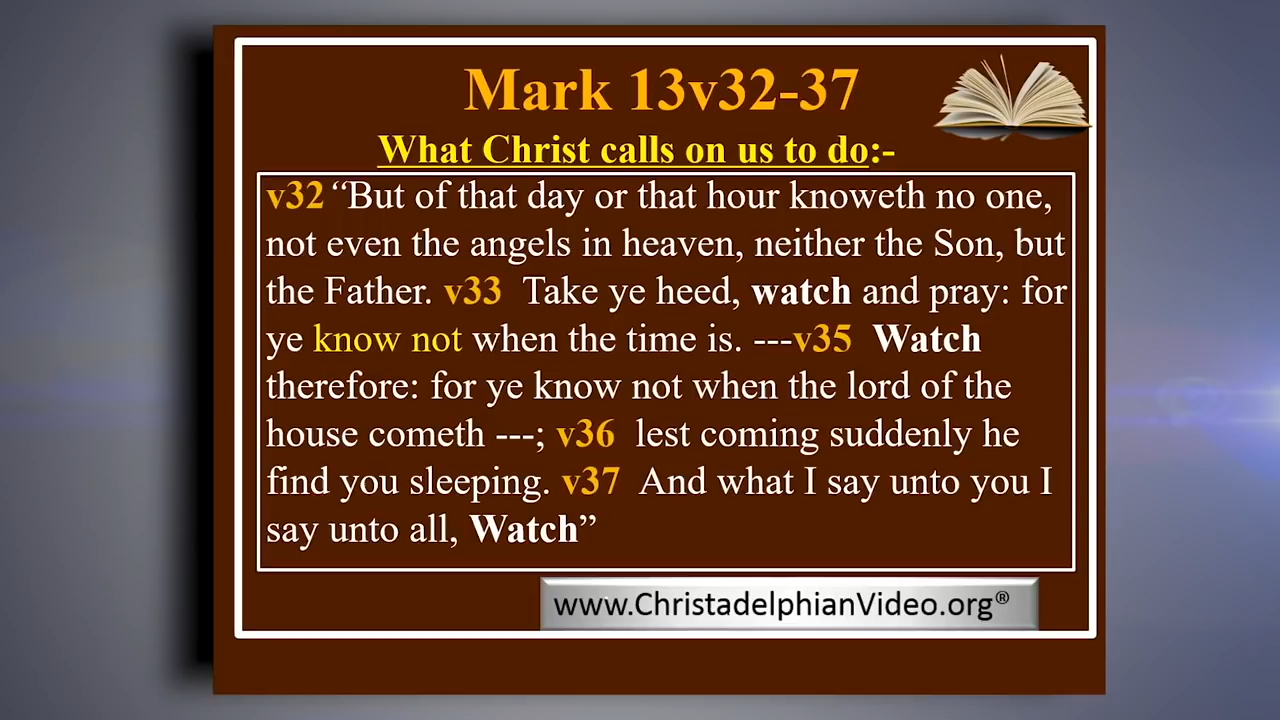 Mark 13v32-37
What Christ calls on us to do:-
v32 “But of that day or that hour knoweth no one,
not even the angels in heaven, neither the Son, but
the Father. v33 Take ye heed, watch and pray: for
ye know not when the time is. ---v35 Watch
therefore: for ye know not when the lord of the
house cometh ---; v36 lest coming suddenly he
find you sleeping. v37 And what I say unto you I
say unto all, Watch”
www.ChristadelphianVideo.org®